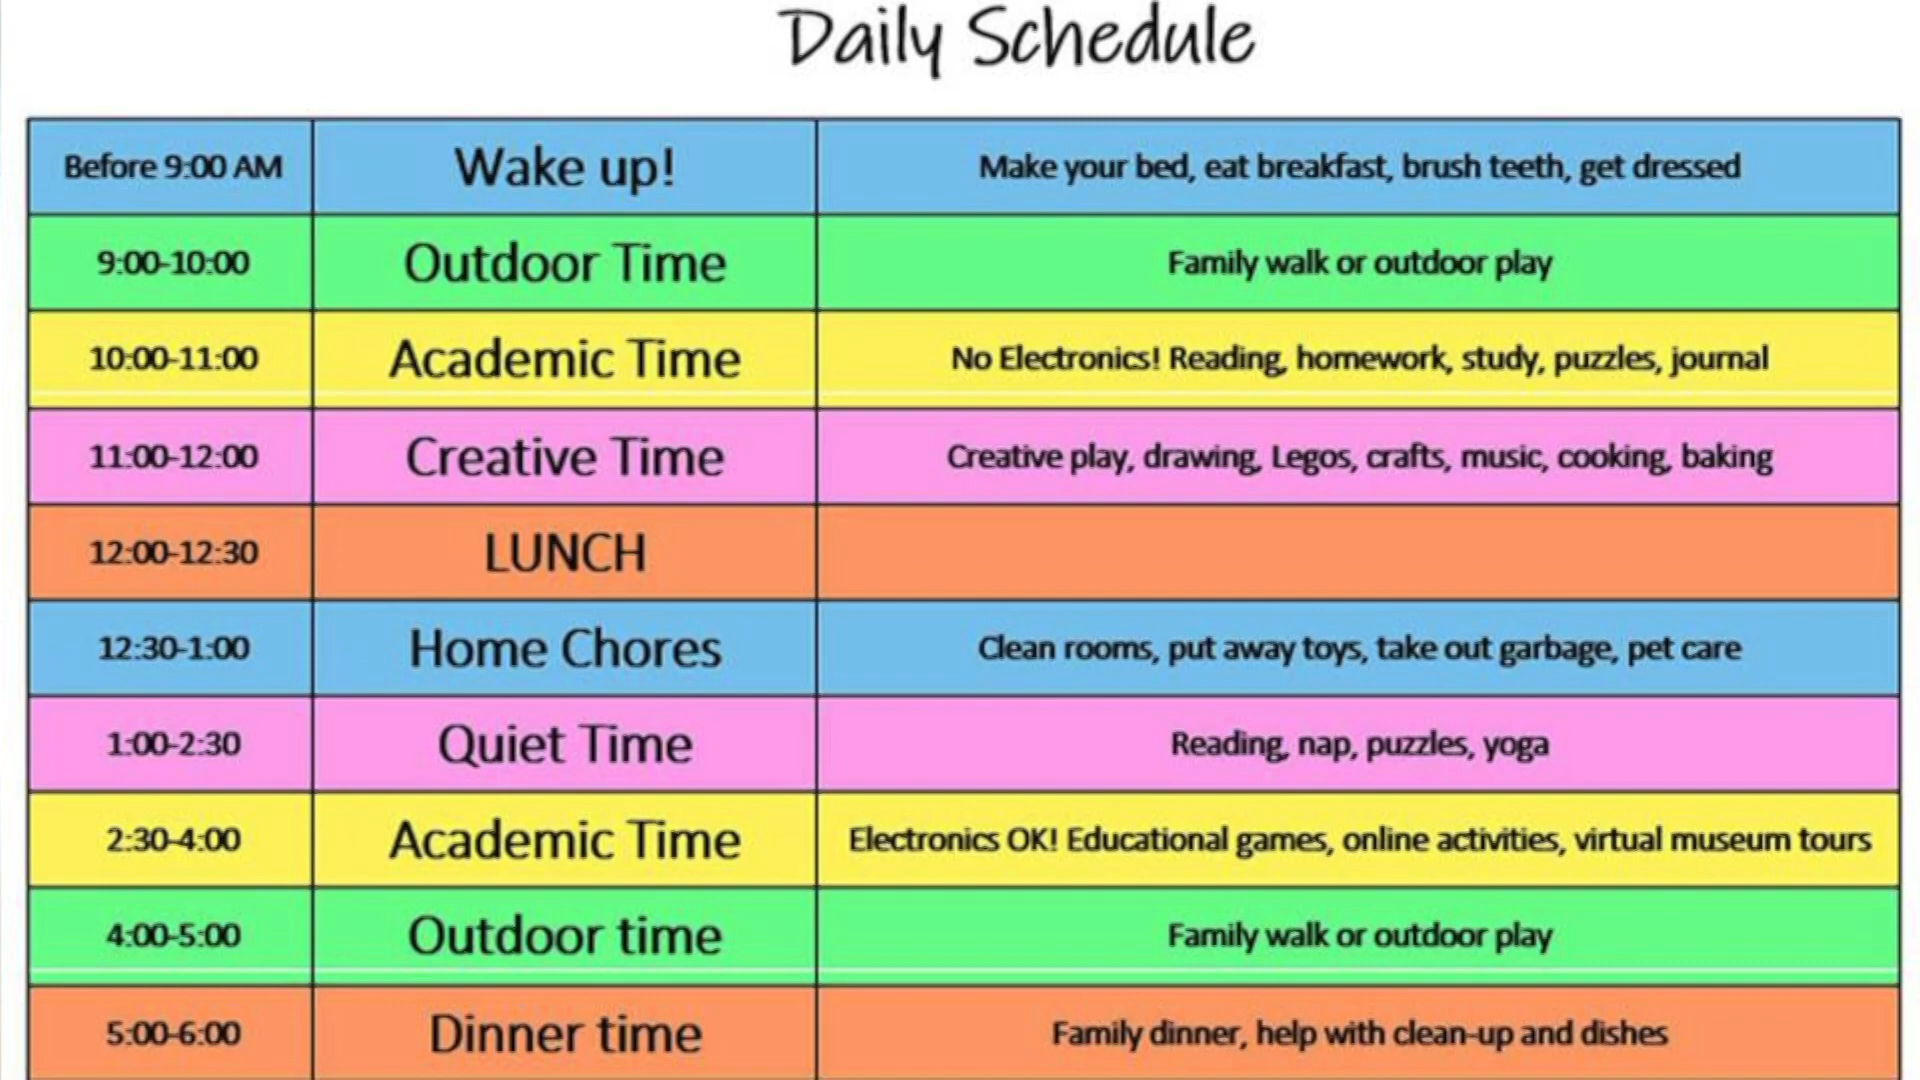 Daily Schedule
Before 9:00 AM Wake up! Make your bed, eat breakfast, brush teeth, get dressed
9:00-10:00 Outdoor Time Family walk or outdoor play
10:00-11:00 Academic Time No Electronics! Reading, homework, study, puzzles, journal
11:00-12:00 Creative Time Creative play, drawing, Legos, crafts, music, cooking, baking
12:00-12:30 LUNCH
12:30-1:00 Home Chores Clean rooms, put away toys, take out garbage, pet care
1:00-2:30 Quiet Time Reading, nap, puzzles, yoga
2:30-4:00 Academic Time Electronics OK! Educational games, online activities, virtual museum tours
4:00-5:00 Outdoor time Family walk or outdoor play
5:00-6:00 Dinner time Family dinner, help with clean-up and dishes